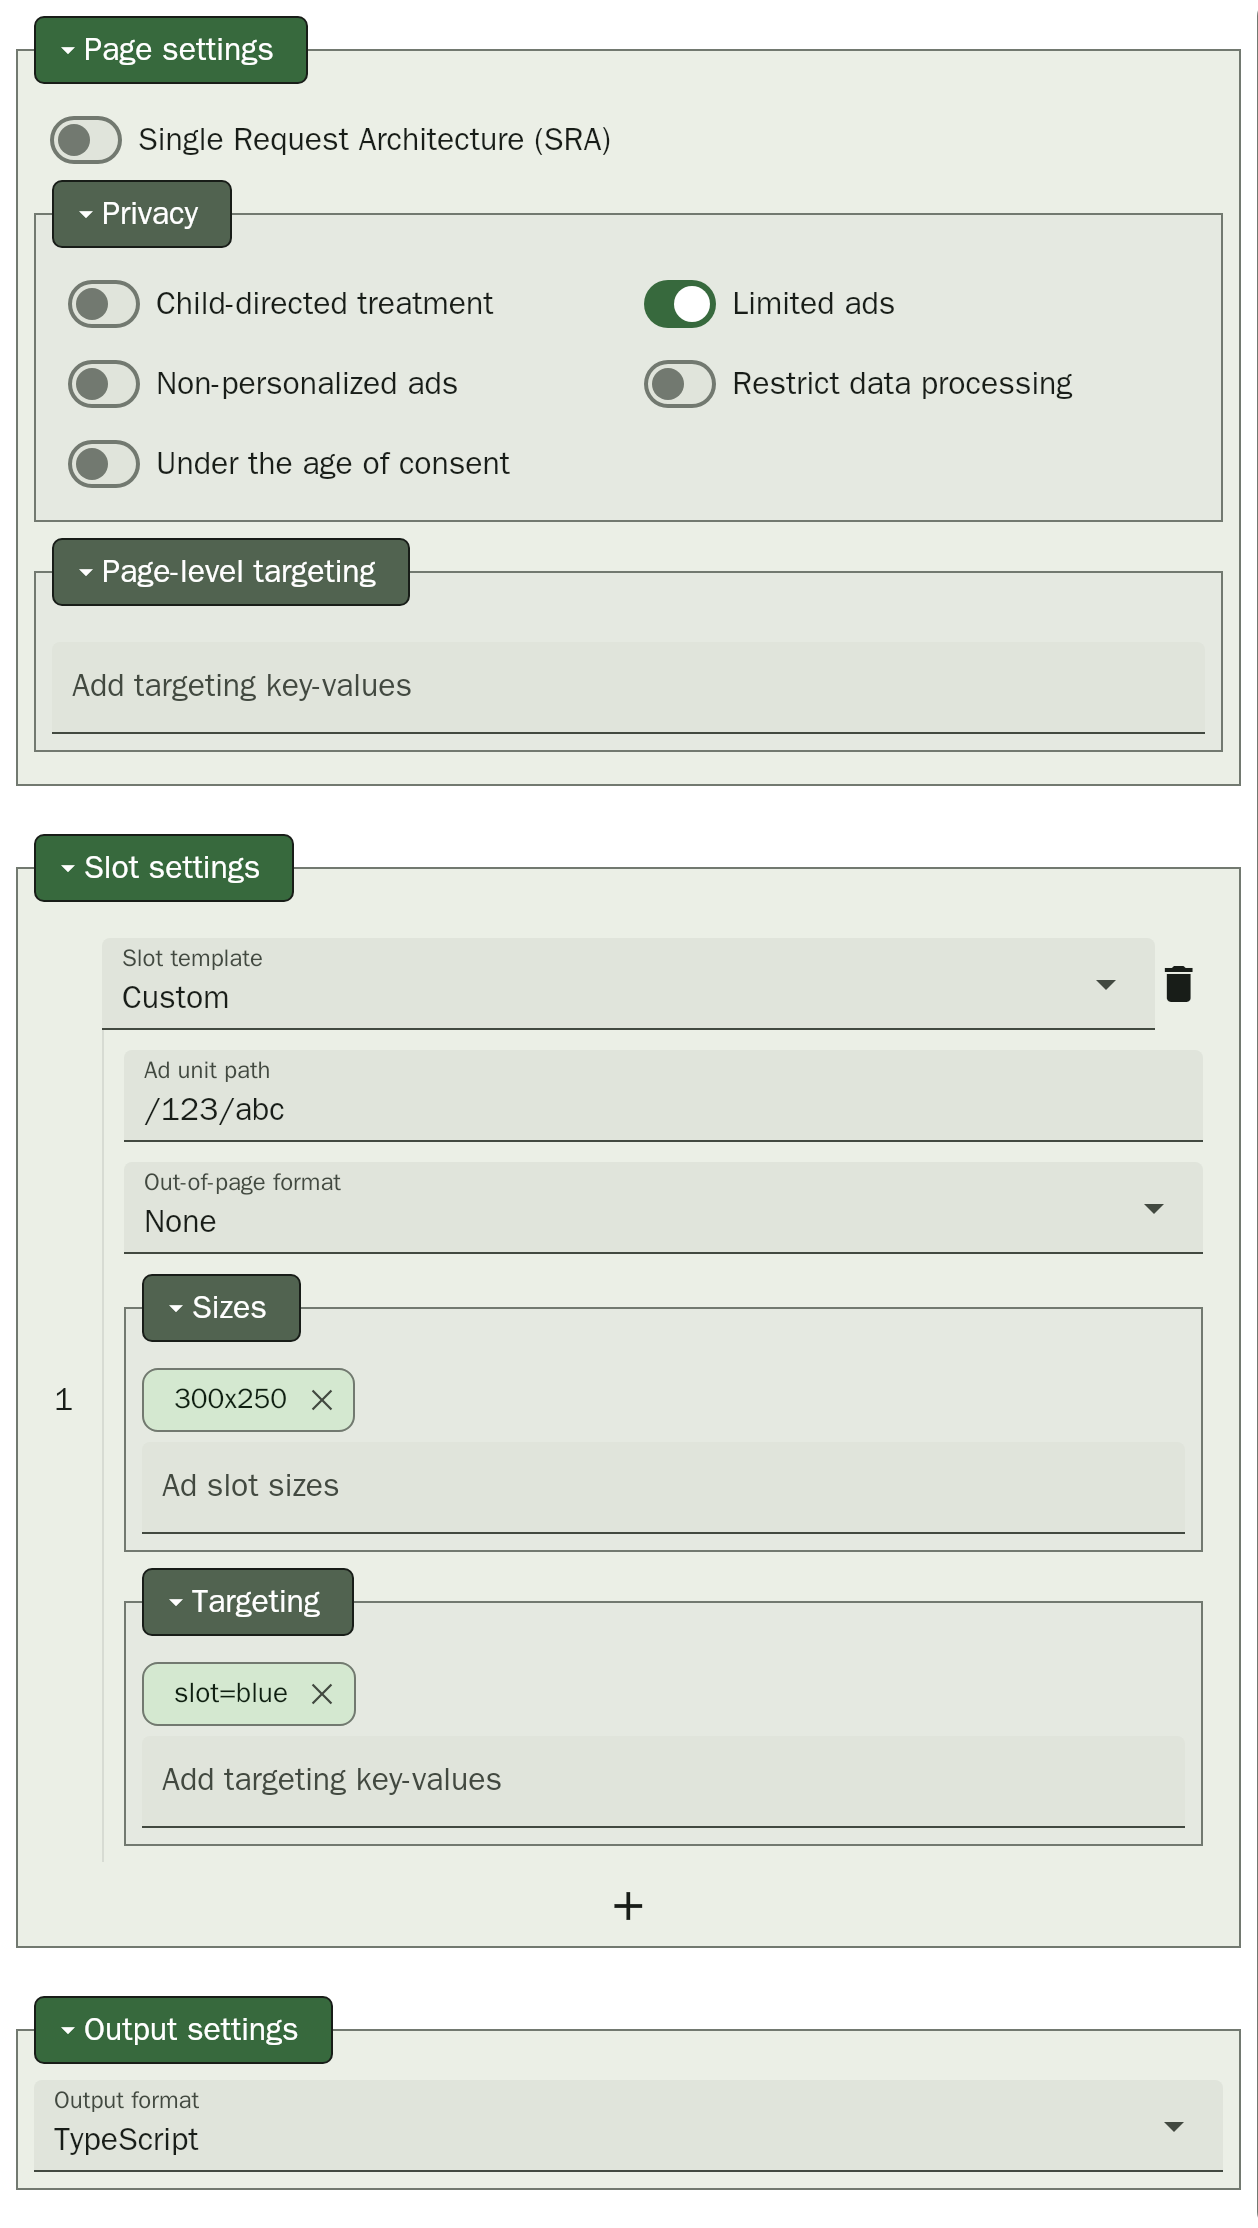 Page settings
Single Request Architecture (SRA)
Privacy
Child-directed treatment
Limited ads
Non-personalized ads
Restrict data processing
Under the age of consent
Page-level targeting
Add targeting key-values
Slot settings
Slot template
Custom
Ad unit path
/123/abc
Out-of-page format
None
Sizes
300x250
1
Ad slot sizes
Targeting
slot=blue
Add targeting key-values
Output settings
Output format
TypeScript